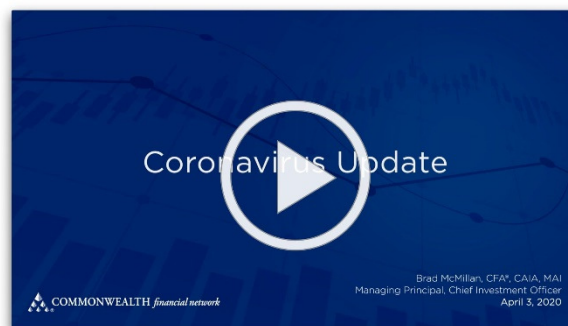 Coronavirus Update
Brad McMillan, CFA®, CAIA, MAI
Managing Principal, Chief Investment Officer
April 3, 2020
COMMONWEALTH financial network